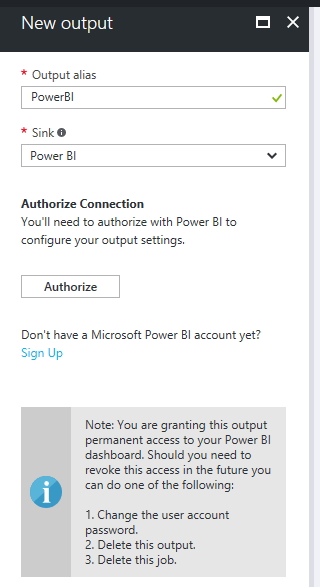 New output
* Output alias
PowerBI
* Sink
Power BI
Authorize Connection
You'll need to authorize with Power BI to
configure your output settings.
Authorize
Don't have a Microsoft Power BI account yet?
Sign Up
Note: You are granting this output
permanent access to your Power BI
dashboard. Should you need to
revoke this access in the future you
can do one of the following:
1. Change the user account
password.
2. Delete this output.
3. Delete this job.